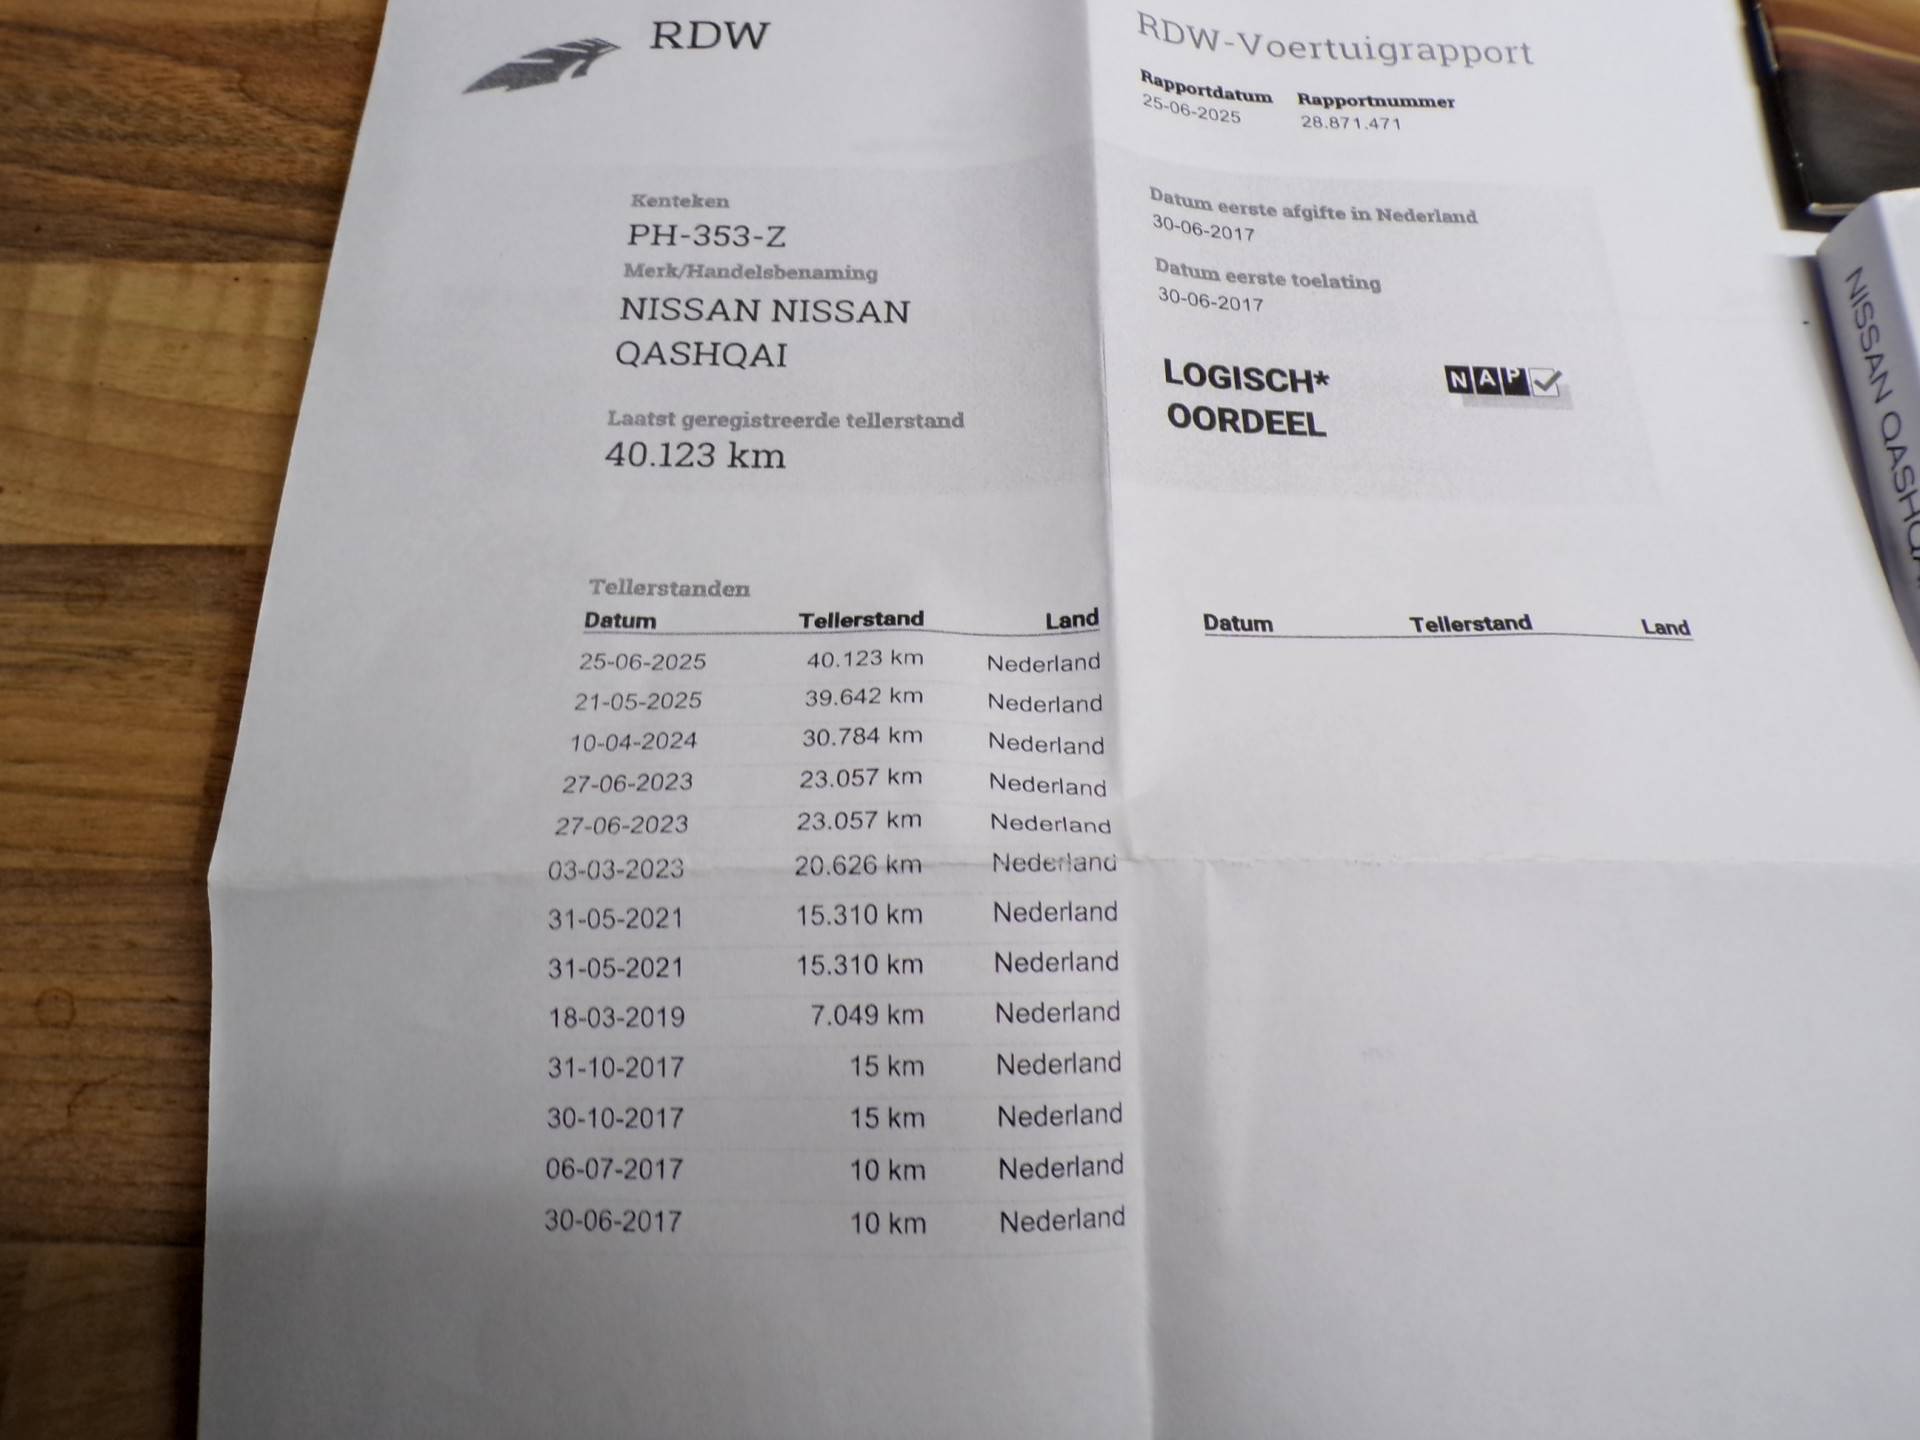 RDW
RDW-Voertuigrapport
Rapportdatum Rapportnummer
25-06-2025 28.871.471
Kenteken
PH-353-Z
Merk/Handelsbenaming
NISSAN NISSAN
QASHQAI
Laatst geregistreerde tellerstand
40.123 km
Datum eerste afgifte in Nederland
30-06-2017
Datum eerste toelating
30-06-2017
LOGISCH*
OORDEEL
NAP
Tellerstanden
Datum Tellerstand Land
25-06-2025 40.123 km Nederland
21-05-2025 39.642 km Nederland
10-04-2024 30.784 km Nederland
27-06-2023 23.057 km Nederland
27-06-2023 23.057 km Nederland
03-03-2023 20.626 km Nederland
31-05-2021 15.310 km Nederland
31-05-2021 15.310 km Nederland
18-03-2019 7.049 km Nederland
31-10-2017 15 km Nederland
30-10-2017 15 km Nederland
06-07-2017 10 km Nederland
30-06-2017 10 km Nederland
Datum Tellerstand Land
NISSAN QASHQA